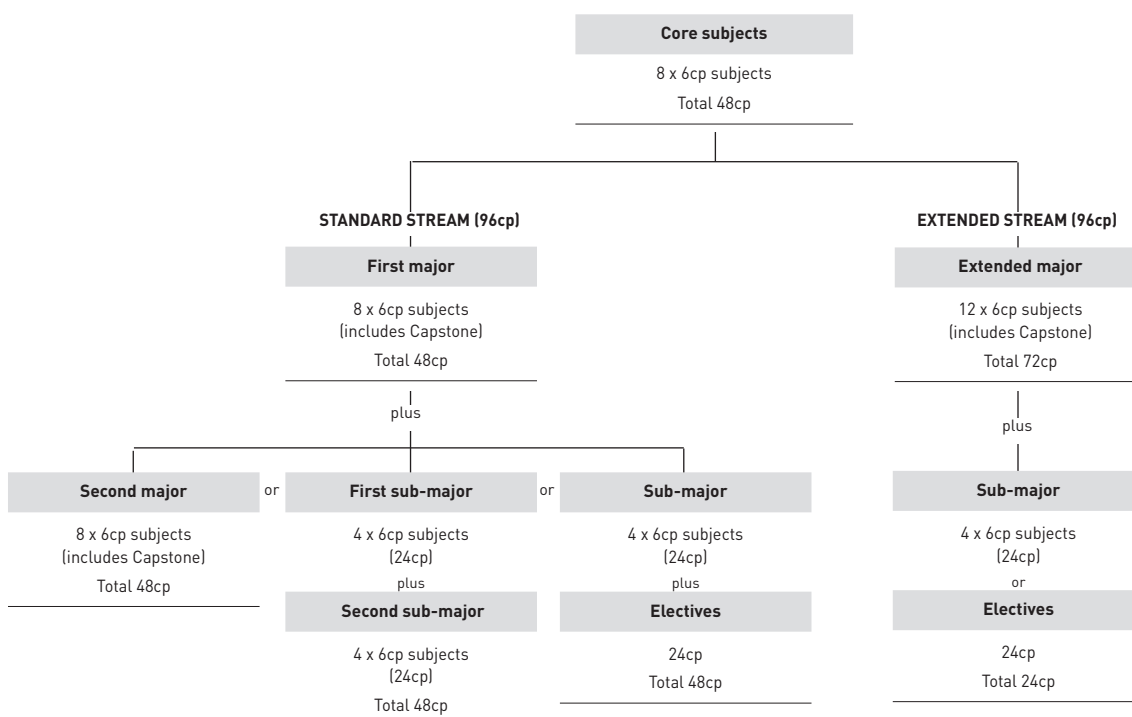 Core subjects
8 x 6cp subjects
Total 48cp
STANDARD STREAM (96cp)
First major
8 x 6cp subjects
(includes Capstone)
Total 48cp
plus
Second major
8 x 6cp subjects
(includes Capstone)
Total 48cp
or
First sub-major
4 x 6cp subjects
(24cp)
plus
Second sub-major
4 x 6cp subjects
(24cp)
Total 48cp
or
Sub-major
4 x 6cp subjects
(24cp)
plus
Electives
24cp
Total 48cp
EXTENDED STREAM (96cp)
Extended major
12 x 6cp subjects
(includes Capstone)
Total 72cp
plus
Sub-major
4 x 6cp subjects
(24cp)
or
Electives
24cp
Total 24cp